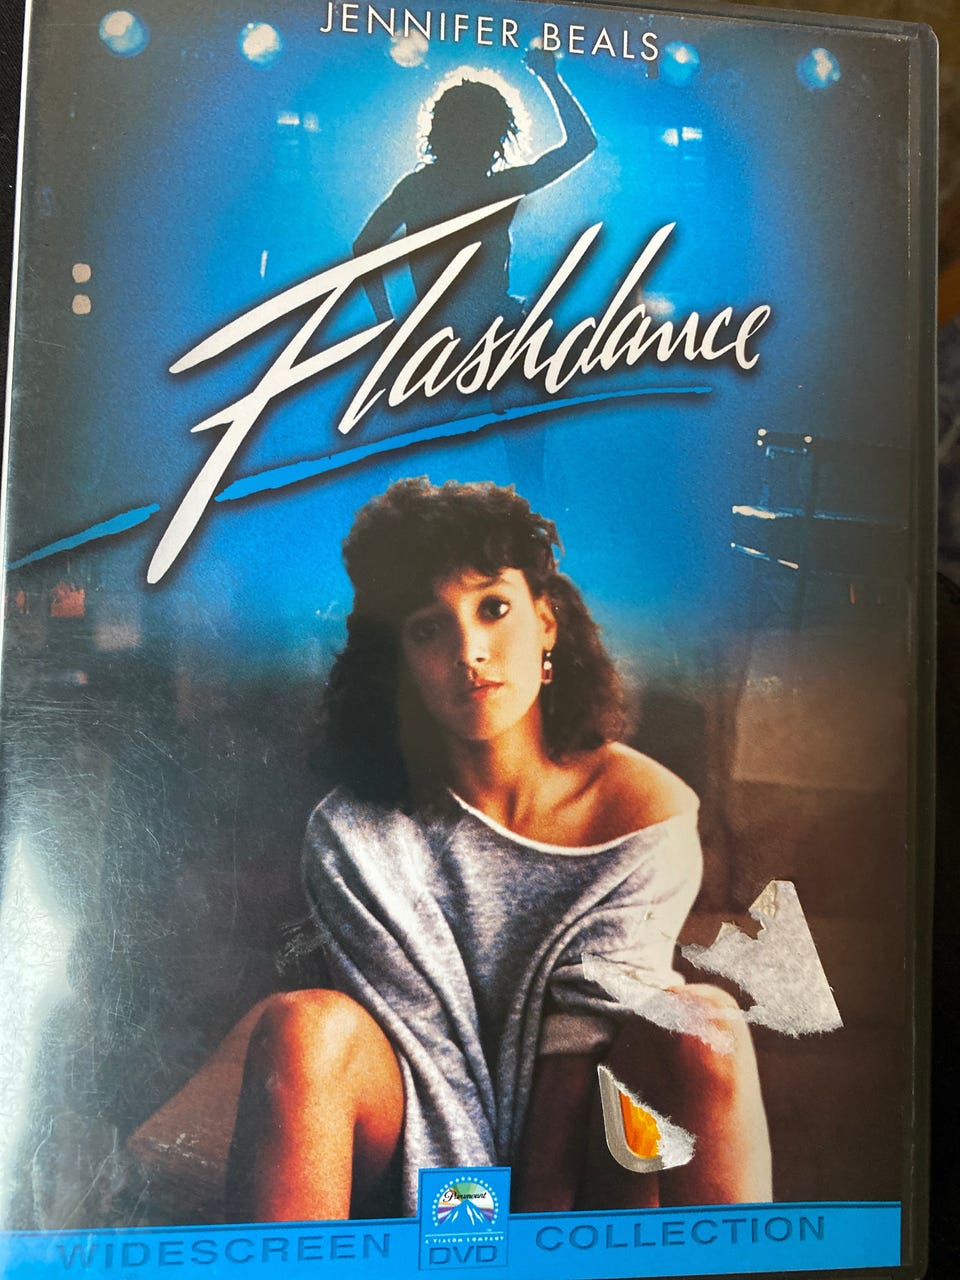 JENNIFER BEALS
Flashdance
Paramount
A VIACOM COMPANY
WIDESCREEN DVD COLLECTION